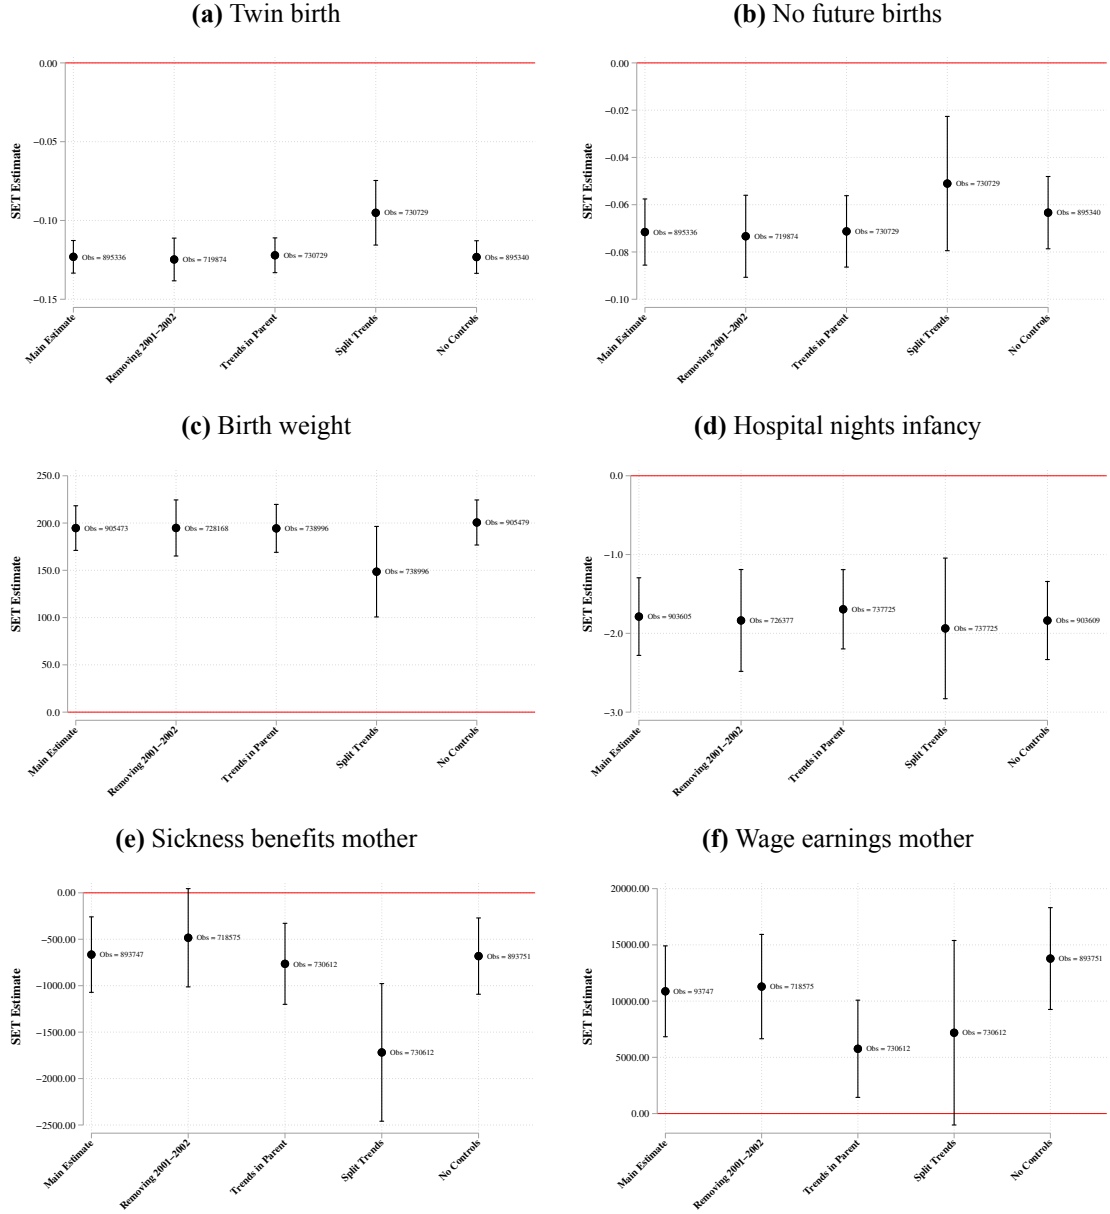 (a) Twin birth
0.00
−0.05
−0.10
−0.15
SET Estimate
Obs = 895336
Obs = 719874
Obs = 730729
Obs = 730729
Obs = 895340
Main Estimate
Removing 2001−2002
Trends in Parent
Split Trends
No Controls
(b) No future births
0.00
−0.02
−0.04
−0.06
−0.08
−0.10
SET Estimate
Obs = 895336
Obs = 719874
Obs = 730729
Obs = 730729
Obs = 895340
Main Estimate
Removing 2001−2002
Trends in Parent
Split Trends
No Controls
(c) Birth weight
250.0
200.0
150.0
100.0
50.0
0.0
SET Estimate
Obs = 905473
Obs = 728168
Obs = 738996
Obs = 738996
Obs = 905479
Main Estimate
Removing 2001−2002
Trends in Parent
Split Trends
No Controls
(d) Hospital nights infancy
0.0
−1.0
−2.0
−3.0
SET Estimate
Obs = 903605
Obs = 726377
Obs = 737725
Obs = 737725
Obs = 903609
Main Estimate
Removing 2001−2002
Trends in Parent
Split Trends
No Controls
(e) Sickness benefits mother
0.00
−500.00
−1000.00
−1500.00
−2000.00
−2500.00
SET Estimate
Obs = 893747
Obs = 718575
Obs = 730612
Obs = 730612
Obs = 893751
Main Estimate
Removing 2001−2002
Trends in Parent
Split Trends
No Controls
(f) Wage earnings mother
20000.00
15000.00
10000.00
5000.00
0.00
SET Estimate
Obs = 93747
Obs = 718575
Obs = 730612
Obs = 730612
Obs = 893751
Main Estimate
Removing 2001−2002
Trends in Parent
Split Trends
No Controls